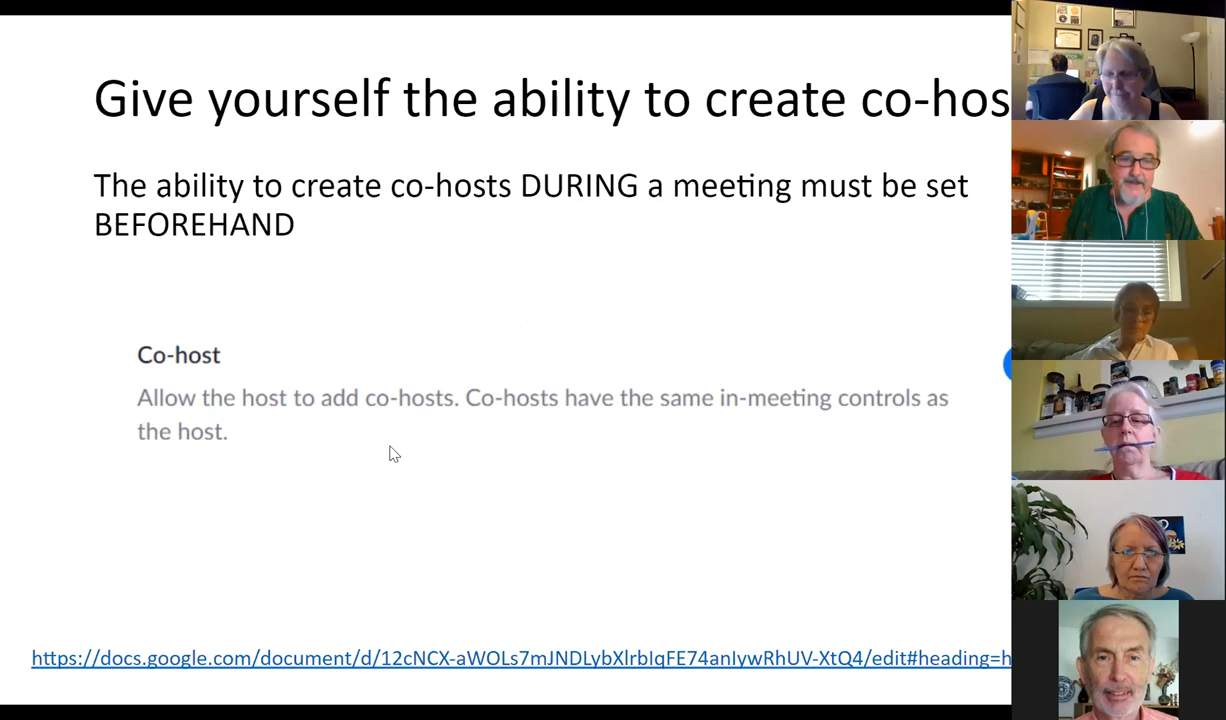 Give yourself the ability to create co-hos
The ability to create co-hosts DURING a meeting must be set
BEFOREHAND
Co-host
Allow the host to add co-hosts. Co-hosts have the same in-meeting controls as
the host.
https://docs.google.com/document/d/12cNCX-aWOLs7mJNDLybXlrbIqFE74anIywRhUV-XtQ4/edit#heading=h